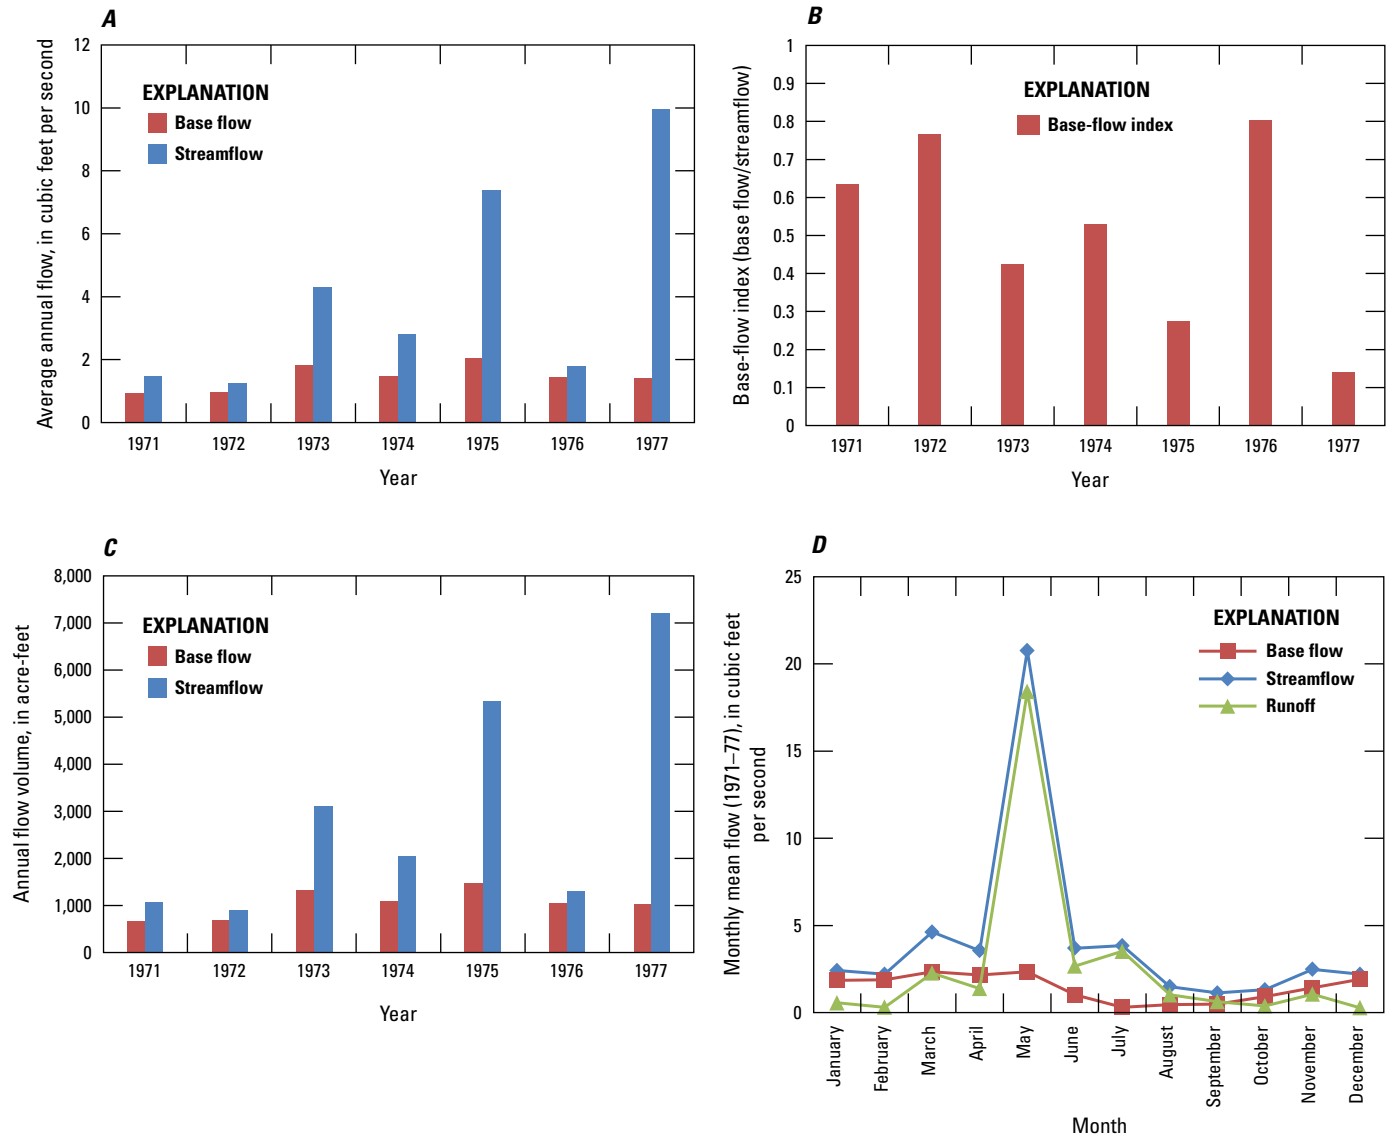 A
Average annual flow, in cubic feet per second
12
10
8
6
4
2
0
EXPLANATION
Base flow
Streamflow
1971 1972 1973 1974 1975 1976 1977
Year
B
Base-flow index (base flow/streamflow)
1
0.9
0.8
0.7
0.6
0.5
0.4
0.3
0.2
0.1
0
EXPLANATION
Base-flow index
1971 1972 1973 1974 1975 1976 1977
Year
C
Annual flow volume, in acre-feet
8,000
7,000
6,000
5,000
4,000
3,000
2,000
1,000
0
EXPLANATION
Base flow
Streamflow
1971 1972 1973 1974 1975 1976 1977
Year
D
Monthly mean flow (1971–77), in cubic feet
per second
25
20
15
10
5
0
EXPLANATION
Base flow
Streamflow
Runoff
January
February
March
April
May
June
July
August
September
October
November
December
Month